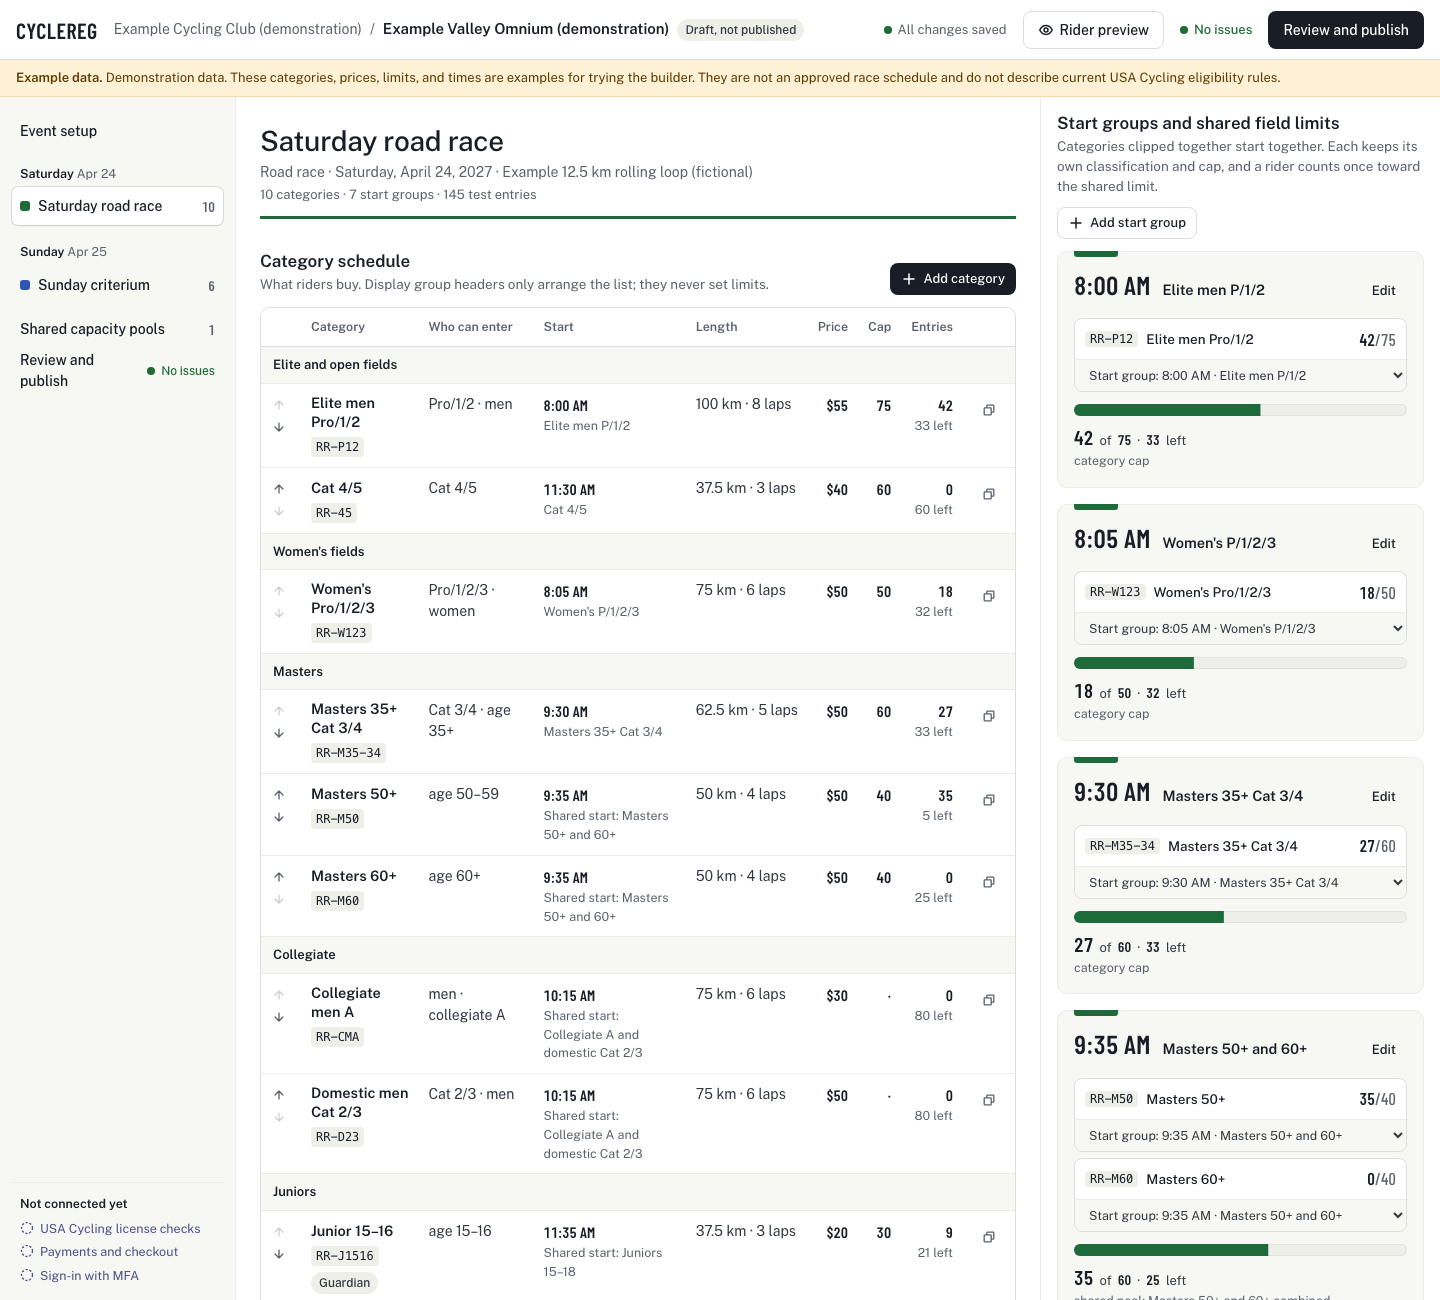 CYCLEREG
Example Cycling Club (demonstration) / Example Valley Omnium (demonstration)
Draft, not published
All changes saved
Rider preview
No issues
Review and publish
Example data. Demonstration data. These categories, prices, limits, and times are examples for trying the builder. They are not an approved race schedule and do not describe current USA Cycling eligibility rules.
Event setup
Saturday Apr 24
Saturday road race 10
Sunday Apr 25
Sunday criterium 6
Shared capacity pools 1
Review and
publish
No issues
Not connected yet
USA Cycling license checks
Payments and checkout
Sign-in with MFA
Saturday road race
Road race · Saturday, April 24, 2027 · Example 12.5 km rolling loop (fictional)
10 categories · 7 start groups · 145 test entries
Category schedule
What riders buy. Display group headers only arrange the list; they never set limits.
Add category
Category Who can enter Start Length Price Cap Entries
Elite and open fields
Elite men Pro/1/2 · men 8:00 AM 100 km · 8 laps $55 75 42
Pro/1/2 Elite men P/1/2 33 left
RR-P12
Cat 4/5 Cat 4/5 11:30 AM 37.5 km · 3 laps $40 60 0
RR-45 Cat 4/5 60 left
Women's fields
Women's Pro/1/2/3 · 8:05 AM 75 km · 6 laps $50 50 18
Pro/1/2/3 women Women's P/1/2/3 32 left
RR-W123
Masters
Masters 35+ Cat 3/4 · age 9:30 AM 62.5 km · 5 laps $50 60 27
Cat 3/4 35+ Masters 35+ Cat 3/4 33 left
RR-M35-34
Masters 50+ age 50–59 9:35 AM 50 km · 4 laps $50 40 35
RR-M50 Shared start: Masters 5 left
50+ and 60+
Masters 60+ age 60+ 9:35 AM 50 km · 4 laps $50 40 0
RR-M60 Shared start: Masters 25 left
50+ and 60+
Collegiate
Collegiate men · 10:15 AM 75 km · 6 laps $30 · 0
men A collegiate A Shared start: 80 left
RR-CMA Collegiate A and
domestic Cat 2/3
Domestic men Cat 2/3 · men 10:15 AM 75 km · 6 laps $50 · 0
Cat 2/3 Shared start: 80 left
RR-D23 Collegiate A and
domestic Cat 2/3
Juniors
Junior 15–16 age 15–16 11:35 AM 37.5 km · 3 laps $20 30 9
RR-J1516 Shared start: Juniors 21 left
Guardian 15–18
Start groups and shared field limits
Categories clipped together start together. Each keeps its
own classification and cap, and a rider counts once toward
the shared limit.
Add start group
8:00 AM Elite men P/1/2 Edit
RR-P12 Elite men Pro/1/2 42/75
Start group: 8:00 AM · Elite men P/1/2
42 of 75 · 33 left
category cap
8:05 AM Women's P/1/2/3 Edit
RR-W123 Women's Pro/1/2/3 18/50
Start group: 8:05 AM · Women's P/1/2/3
18 of 50 · 32 left
category cap
9:30 AM Masters 35+ Cat 3/4 Edit
RR-M35-34 Masters 35+ Cat 3/4 27/60
Start group: 9:30 AM · Masters 35+ Cat 3/4
27 of 60 · 33 left
category cap
9:35 AM Masters 50+ and 60+ Edit
RR-M50 Masters 50+ 35/40
Start group: 9:35 AM · Masters 50+ and 60+
RR-M60 Masters 60+ 0/40
Start group: 9:35 AM · Masters 50+ and 60+
35 of 60 · 25 left
shared pool: Masters 50+ and 60+ combined